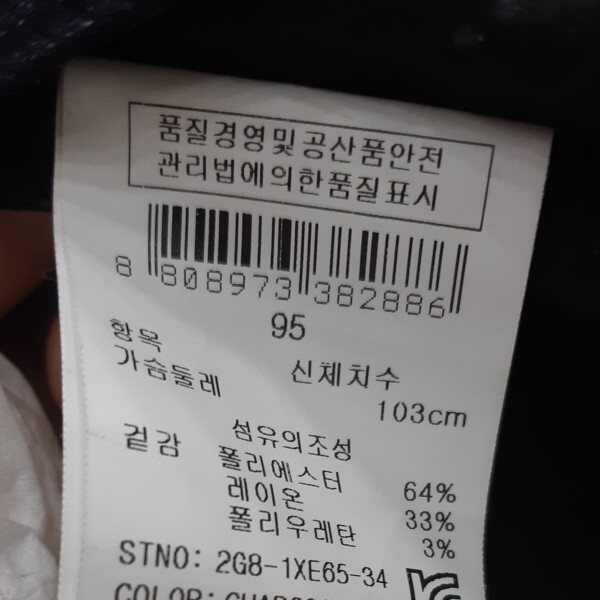 품질경영및공산품안전
관리법에의한품질표시
8 808973 382886
95
항목 신체치수
가슴둘레 103cm
겉감 섬유의조성
폴리에스터 64%
레이온 33%
폴리우레탄 3%
STNO: 2G8-1XE65-34
COLOR: